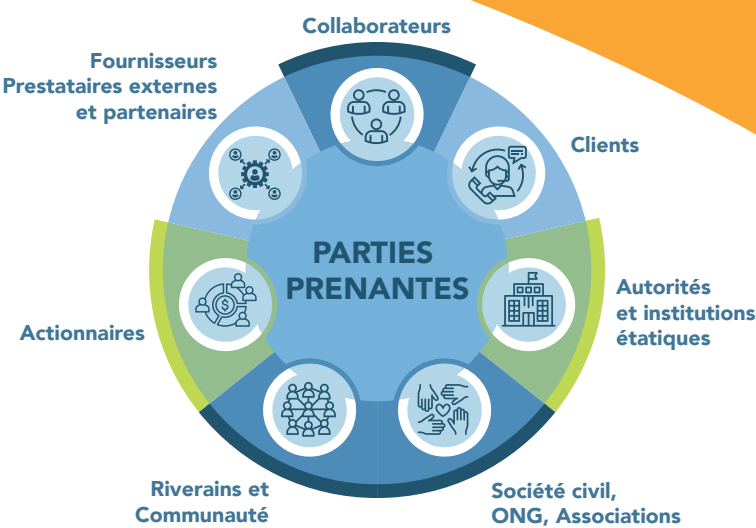 Collaborateurs
Fournisseurs
Prestataires externes
et partenaires
Clients
PARTIES
PRENANTES
Autorités
et institutions
étatiques
Actionnaires
Riverains et
Communauté
Société civil,
ONG, Associations